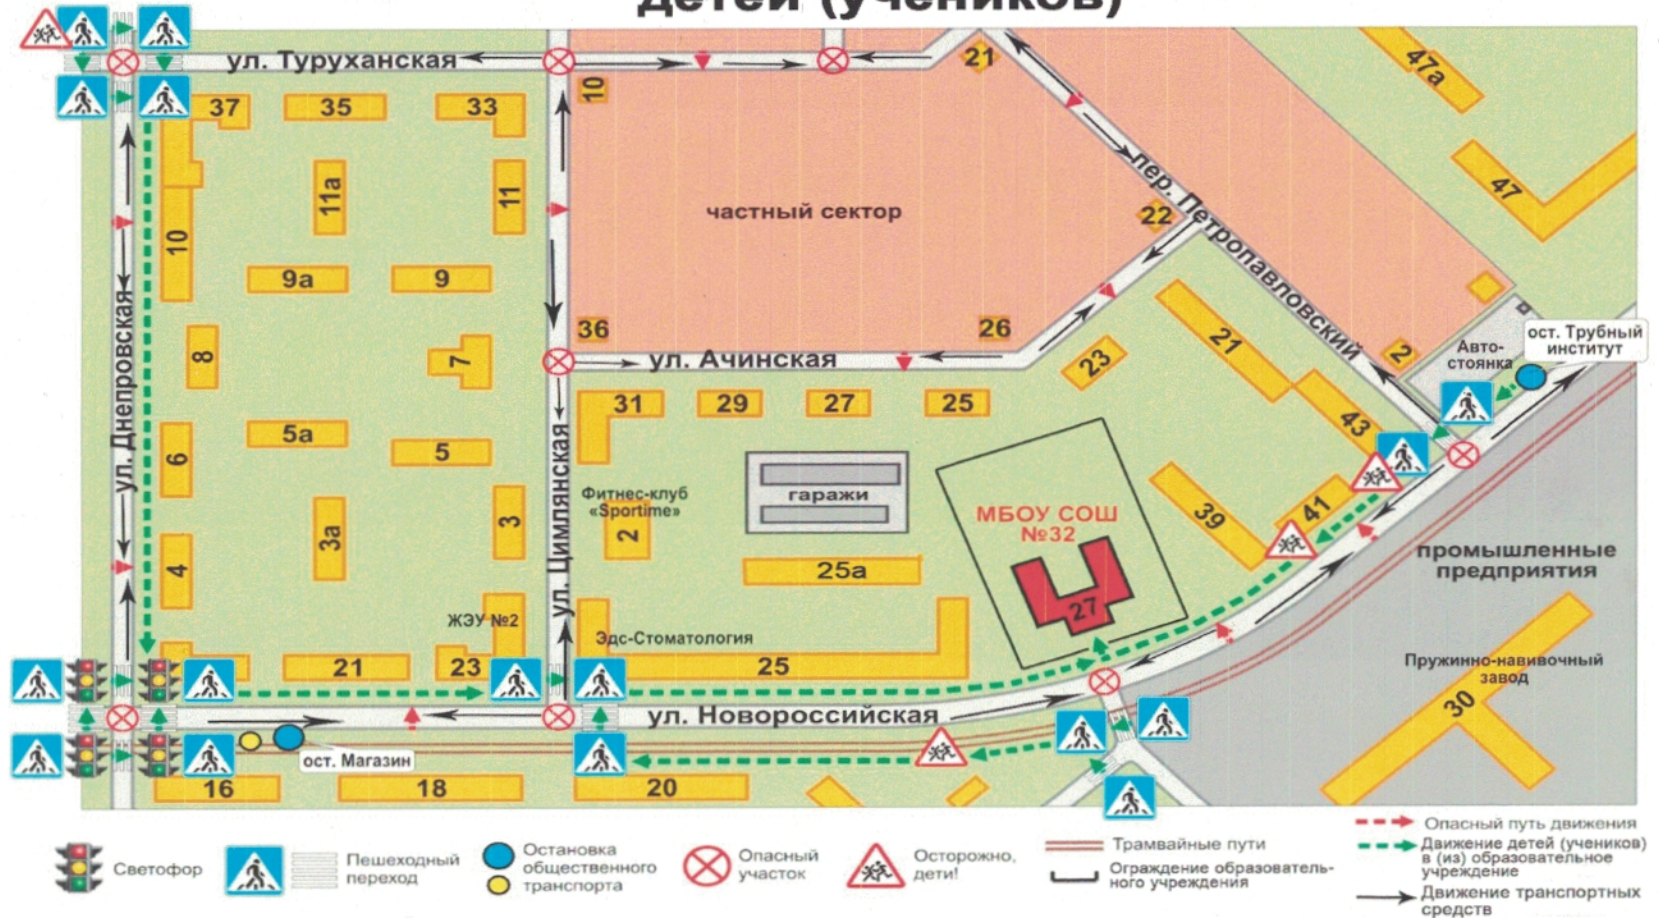 детей (учеников)
ул. Туруханская
21
47а
10
37
35
33
11а
11
пер. Петропавловский
47
частный сектор
22
10
9а
9
ул. Днепровская
36
26
8
7
ул. Ачинская
23
21
2
Авто-
стоянка
ост. Трубный
институт
31
29
27
25
5а
5
6
43
ул. Цимлянская
Фитнес-клуб
«Sportime»
2
гаражи
МБОУ СОШ
№32
27
39
41
3а
3
4
25а
промышленные
предприятия
ЖЭУ №2
Эдс-Стоматология
21
23
25
Пружинно-навивочный
завод
30
ул. Новороссийская
ост. Магазин
16
18
20
Светофор
Пешеходный
переход
Остановка
общественного
транспорта
Опасный
участок
Осторожно,
дети!
Трамвайные пути
Ограждение образователь-
ного учреждения
Опасный путь движения
Движение детей (учеников)
в (из) образовательное
учреждение
Движение транспортных
средств